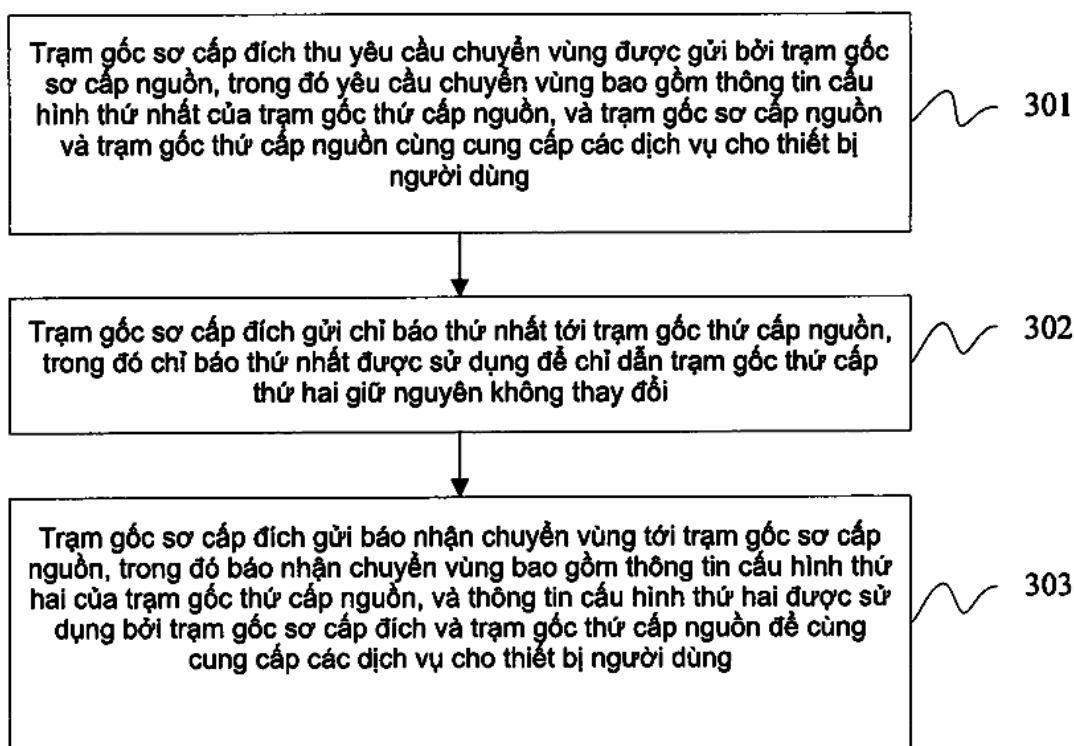 Trạm gốc sơ cấp đích thu yêu cầu chuyển vùng được gửi bởi trạm gốc
sơ cấp nguồn, trong đó yêu cầu chuyển vùng bao gồm thông tin cấu
hình thứ nhất của trạm gốc thứ cấp nguồn, và trạm gốc sơ cấp nguồn
và trạm gốc thứ cấp nguồn cùng cung cấp các dịch vụ cho thiết bị
người dùng
301
Trạm gốc sơ cấp đích gửi chỉ báo thứ nhất tới trạm gốc thứ cấp nguồn,
trong đó chỉ báo thứ nhất được sử dụng để chỉ dẫn trạm gốc thứ cấp
thứ hai giữ nguyên không thay đổi
302
Trạm gốc sơ cấp đích gửi báo nhận chuyển vùng tới trạm gốc sơ cấp
nguồn, trong đó báo nhận chuyển vùng bao gồm thông tin cấu hình thứ
hai của trạm gốc thứ cấp nguồn, và thông tin cấu hình thứ hai được sử
dụng bởi trạm gốc sơ cấp đích và trạm gốc thứ cấp nguồn để cùng
cung cấp các dịch vụ cho thiết bị người dùng
303